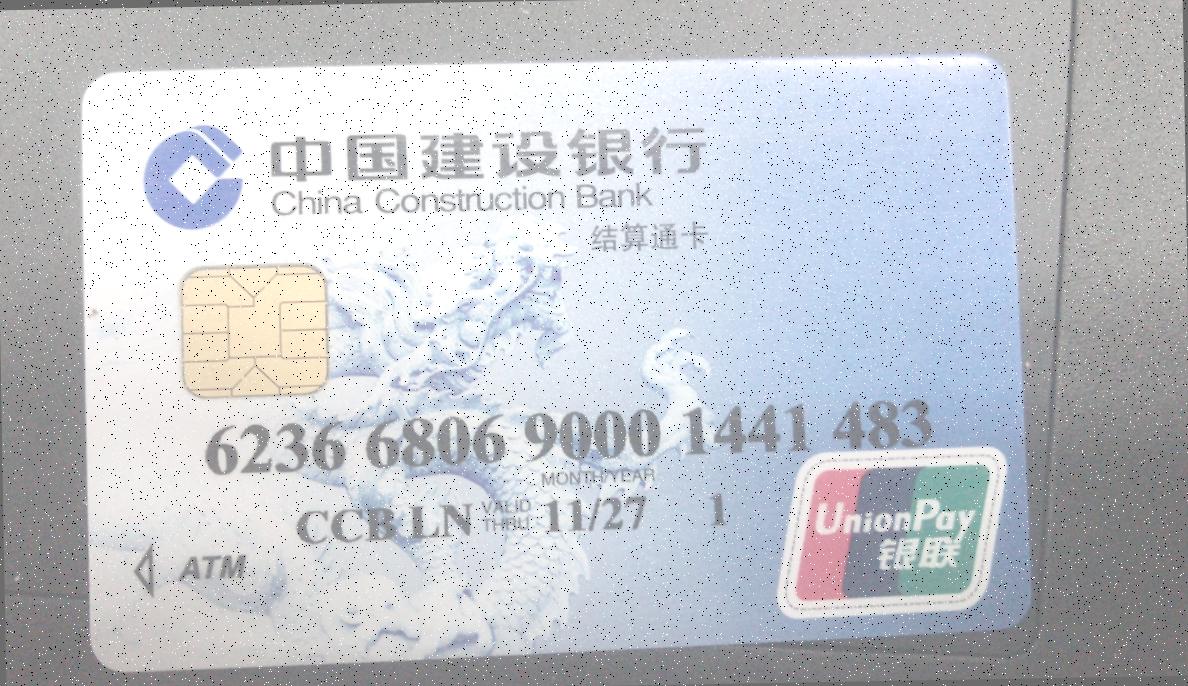 中国建设银行
China Construction Bank
结算通卡
6236 6806 9000 1441 483
MONTH/YEAR
CCB LN VALID THRU 11/27 1
ATM
UnionPay
银联